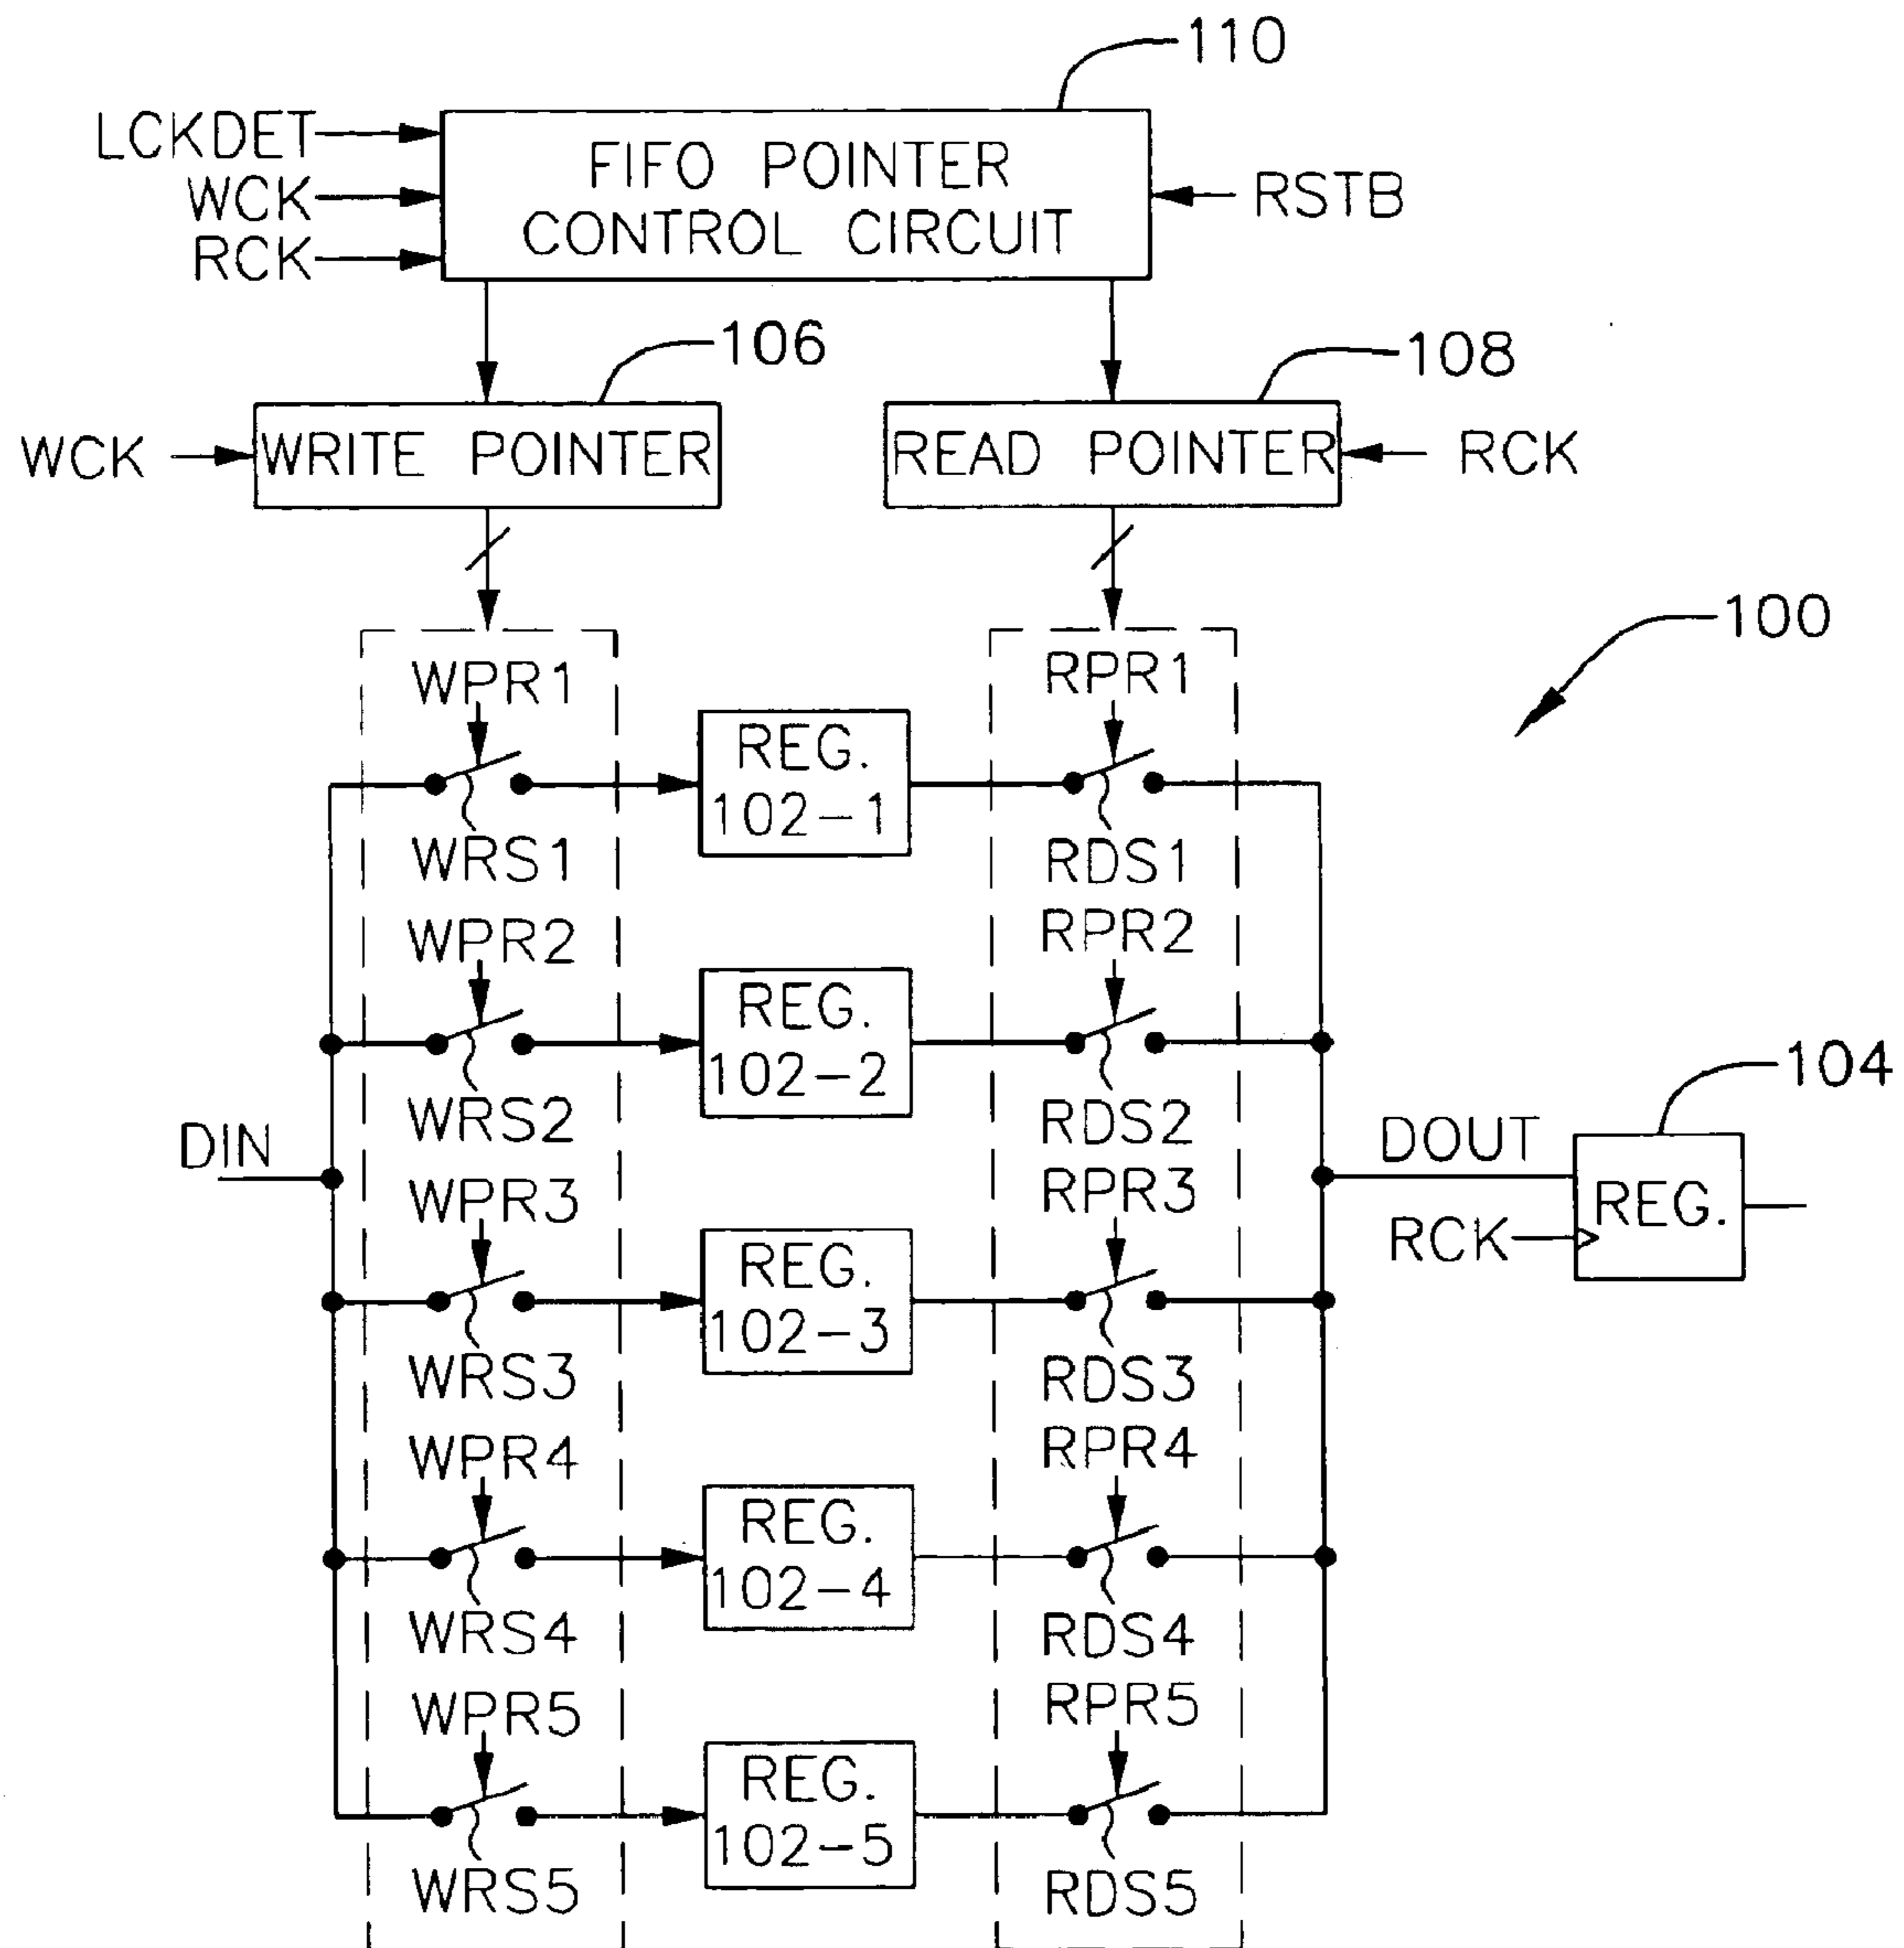 110
LCKDET
WCK
RCK
FIFO POINTER
CONTROL CIRCUIT
RSTB
106
108
WCK
WRITE POINTER
READ POINTER
RCK
100
WPR1
RPR1
REG.
102-1
WRS1
RDS1
WPR2
RPR2
REG.
102-2
WRS2
RDS2
104
DIN
DOUT
WPR3
RPR3
REG.
RCK
REG.
102-3
WRS3
RDS3
WPR4
RPR4
REG.
102-4
WRS4
RDS4
WPR5
RPR5
REG.
102-5
WRS5
RDS5